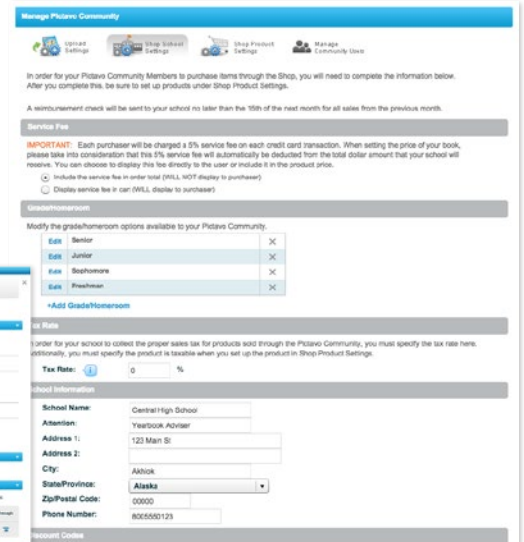 Manage Pictavo Community
Upload Settings
Shop School Settings
Shop Product Settings
Manage Community Users
In order for your Pictavo Community Members to purchase items through the Shop, you will need to complete the information below.
After you complete this, be sure to set up products under Shop Product Settings.
A reimbursement check will be sent to your school no later than the 15th of the next month for all sales from the previous month.
Service Fee
IMPORTANT: Each purchaser will be charged a 5% service fee on each credit card transaction. When setting the price of your book,
please take into consideration that this 5% service fee will automatically be deducted from the total dollar amount that your school will
receive. You can choose to display this fee directly to the user or include it in the product price.
Include the service fee in order total (WILL NOT display to purchaser)
Display service fee in cart (WILL display to purchaser)
Grade/Homeroom
Modify the grade/homeroom options available to your Pictavo Community.
Edit Senior
Edit Junior
Edit Sophomore
Edit Freshman
+Add Grade/Homeroom
Tax Rate
order for your school to collect the proper sales tax for products sold through the Pictavo Community, you must specify the tax rate here.
dditionally, you must specify the product is taxable when you set up the product in Shop Product Settings.
Tax Rate: i 0 %
School Information
School Name: Central High School
Attention: Yearbook Adviser
Address 1: 123 Main St
Address 2:
City: Akhiok
State/Province: Alaska
Zip/Postal Code: 00000
Phone Number: 8005550123
Discount Codes